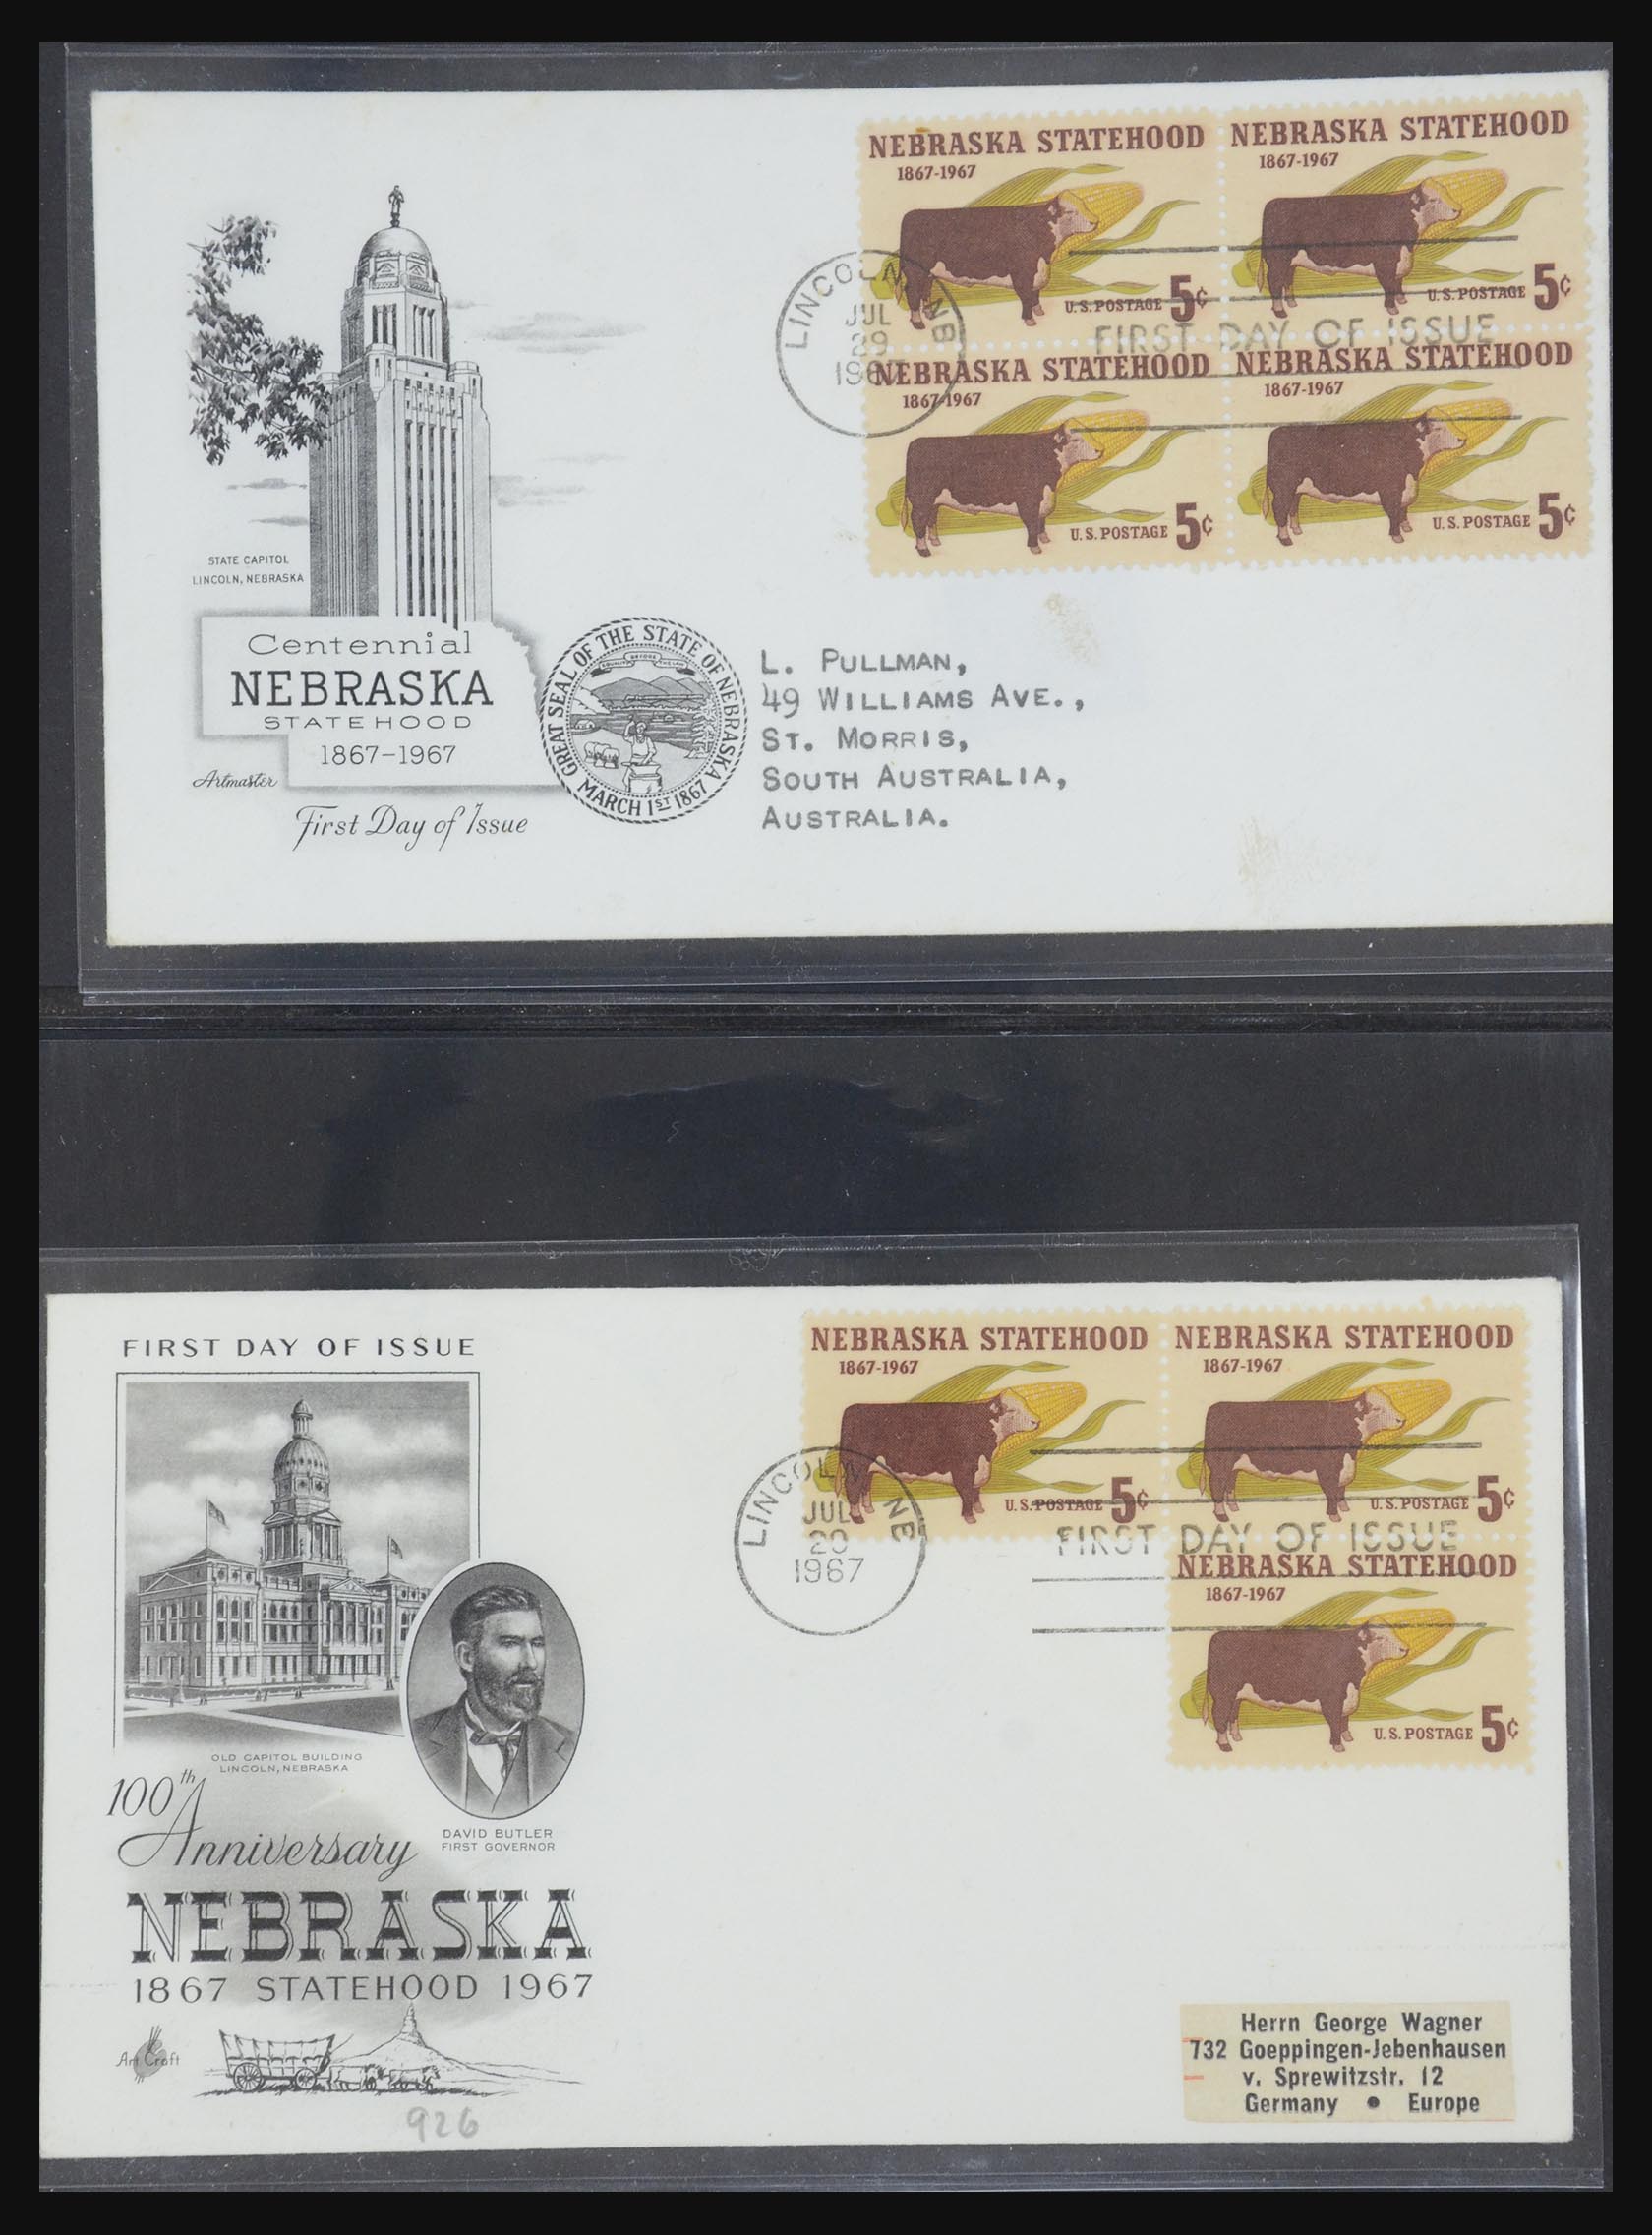 NEBRASKA STATEHOOD
1867-1967
U.S. POSTAGE 5¢
NEBRASKA STATEHOOD
1867-1967
U.S. POSTAGE 5¢
LINCOLN, NB
JUL
29
FIRST DAY OF ISSUE
NEBRASKA STATEHOOD
1867-1967
U.S. POSTAGE 5¢
NEBRASKA STATEHOOD
1867-1967
U.S. POSTAGE 5¢
STATE CAPITOL
LINCOLN, NEBRASKA
Centennial
NEBRASKA
STATEHOOD
1867-1967
Artmaster
First Day of Issue
GREAT SEAL OF THE STATE OF NEBRASKA
EQUALITY BEFORE THE LAW
MARCH 1ST 1867
L. PULLMAN,
49 WILLIAMS AVE.,
ST. MORRIS,
SOUTH AUSTRALIA,
AUSTRALIA.
FIRST DAY OF ISSUE
NEBRASKA STATEHOOD
1867-1967
U.S. POSTAGE 5¢
NEBRASKA STATEHOOD
1867-1967
U.S. POSTAGE 5¢
LINCOLN NE
JUL
1967
FIRST DAY OF ISSUE
NEBRASKA STATEHOOD
1867-1967
U.S. POSTAGE 5¢
OLD CAPITOL BUILDING
LINCOLN, NEBRASKA
DAVID BUTLER
FIRST GOVERNOR
100th
Anniversary
NEBRASKA
1867 STATEHOOD 1967
Art Craft
926
Herrn George Wagner
732 Goeppingen-Jebenhausen
v. Sprewitzstr. 12
Germany • Europe